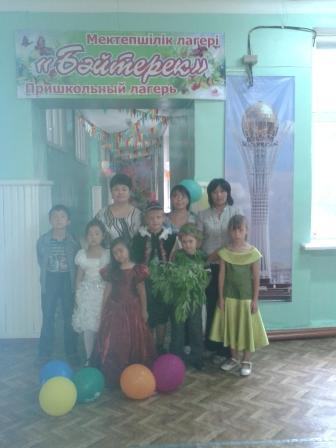 Мектепшілік лагері
«Бәйтерек»
Пришкольный лагерь